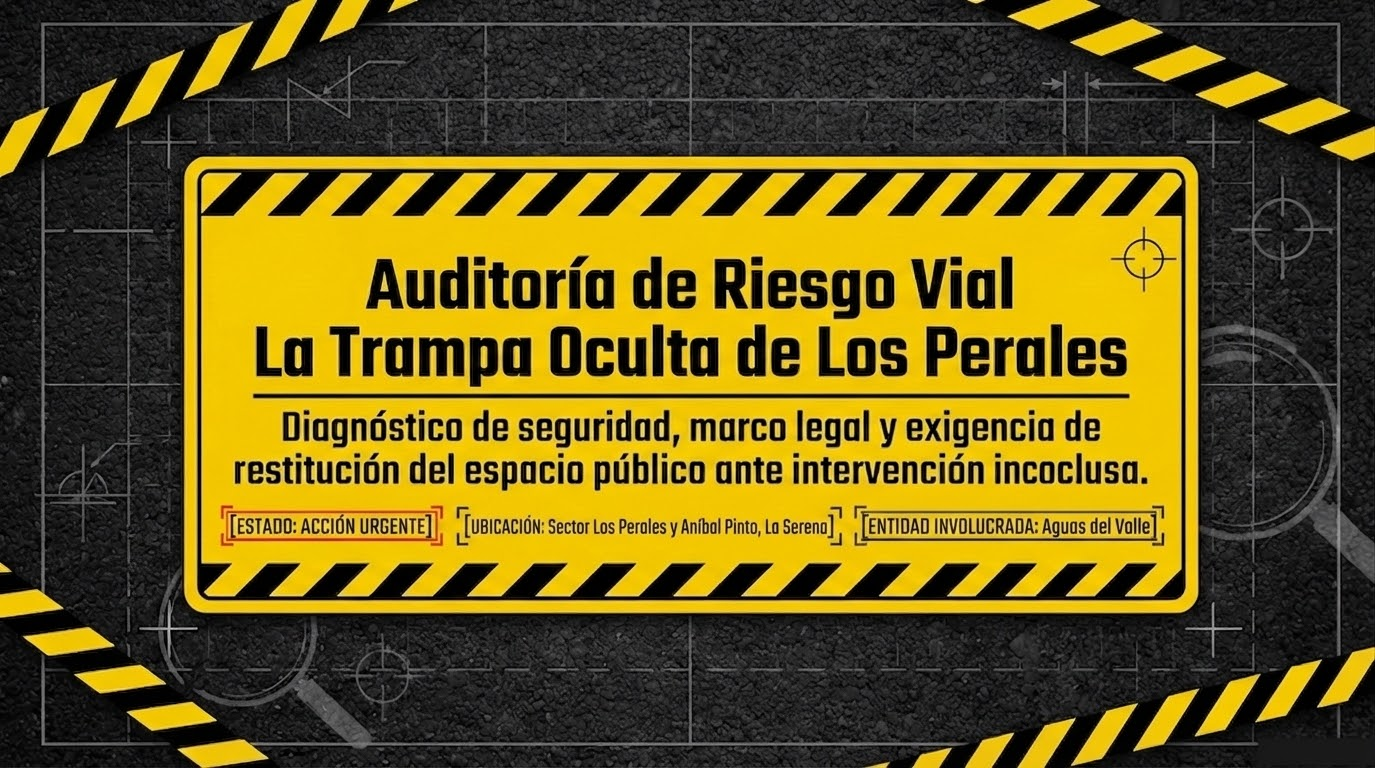 Auditoría de Riesgo Vial
La Trampa Oculta de Los Perales
Diagnóstico de seguridad, marco legal y exigencia de
restitución del espacio público ante intervención incoclusa.
[ESTADO: ACCIÓN URGENTE] [UBICACIÓN: Sector Los Perales y Aníbal Pinto, La Serena] [ENTIDAD INVOLUCRADA: Aguas del Valle]